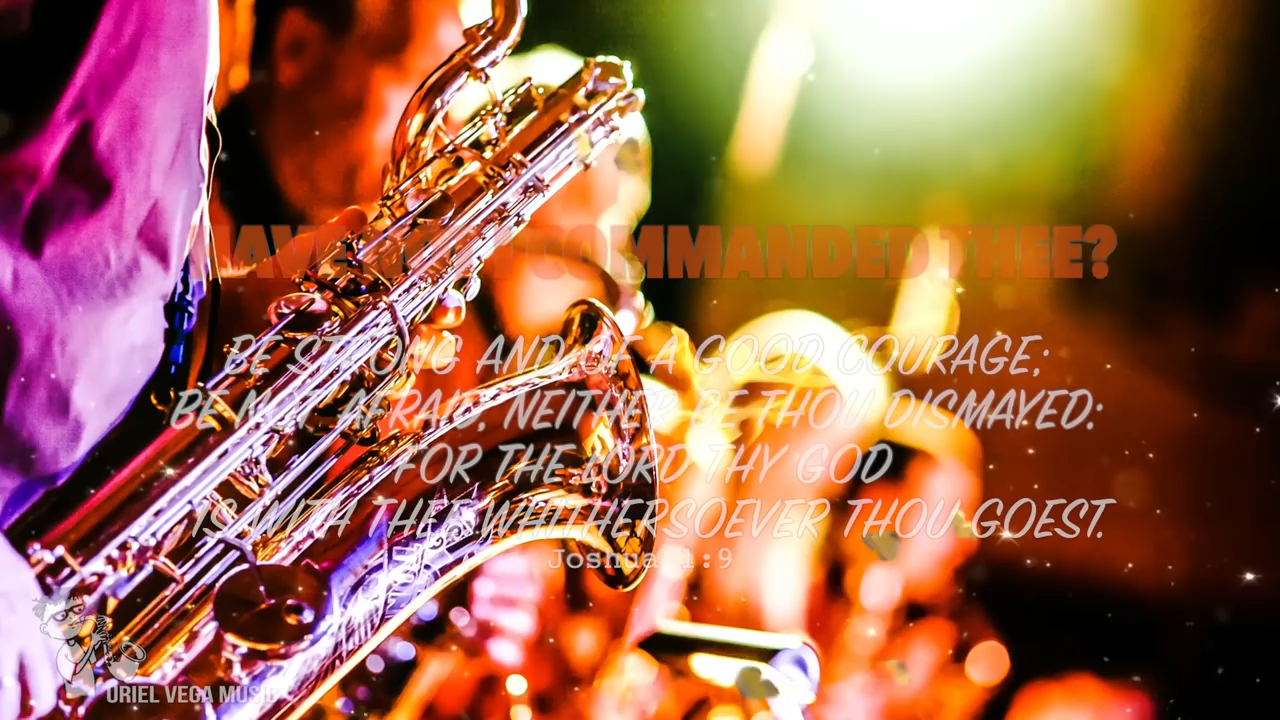 HAVE NOT I COMMANDED THEE?
BE STRONG AND OF A GOOD COURAGE;
BE NOT AFRAID, NEITHER BE THOU DISMAYED:
FOR THE LORD THY GOD
IS WITH THEE WHITHERSOEVER THOU GOEST.
Joshua 1:9
ORIEL VEGA MUSIC